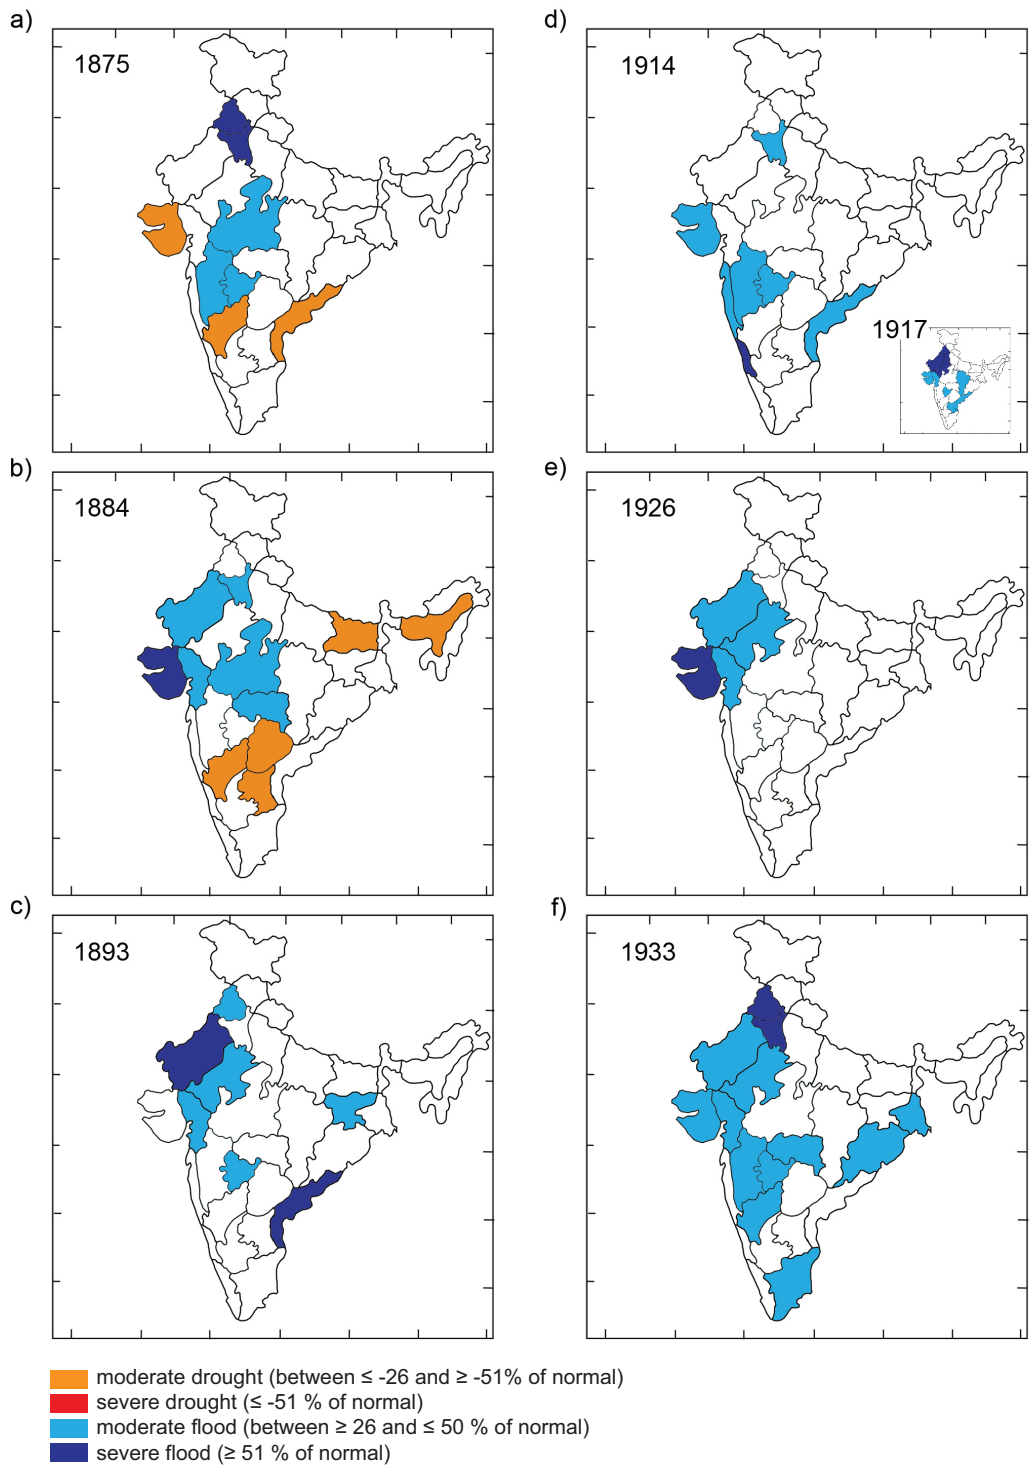 a)
1875
d)
1914
1917
b)
1884
e)
1926
c)
1893
f)
1933
moderate drought (between ≤ -26 and ≥ -51% of normal)
severe drought (≤ -51 % of normal)
moderate flood (between ≥ 26 and ≤ 50 % of normal)
severe flood (≥ 51 % of normal)